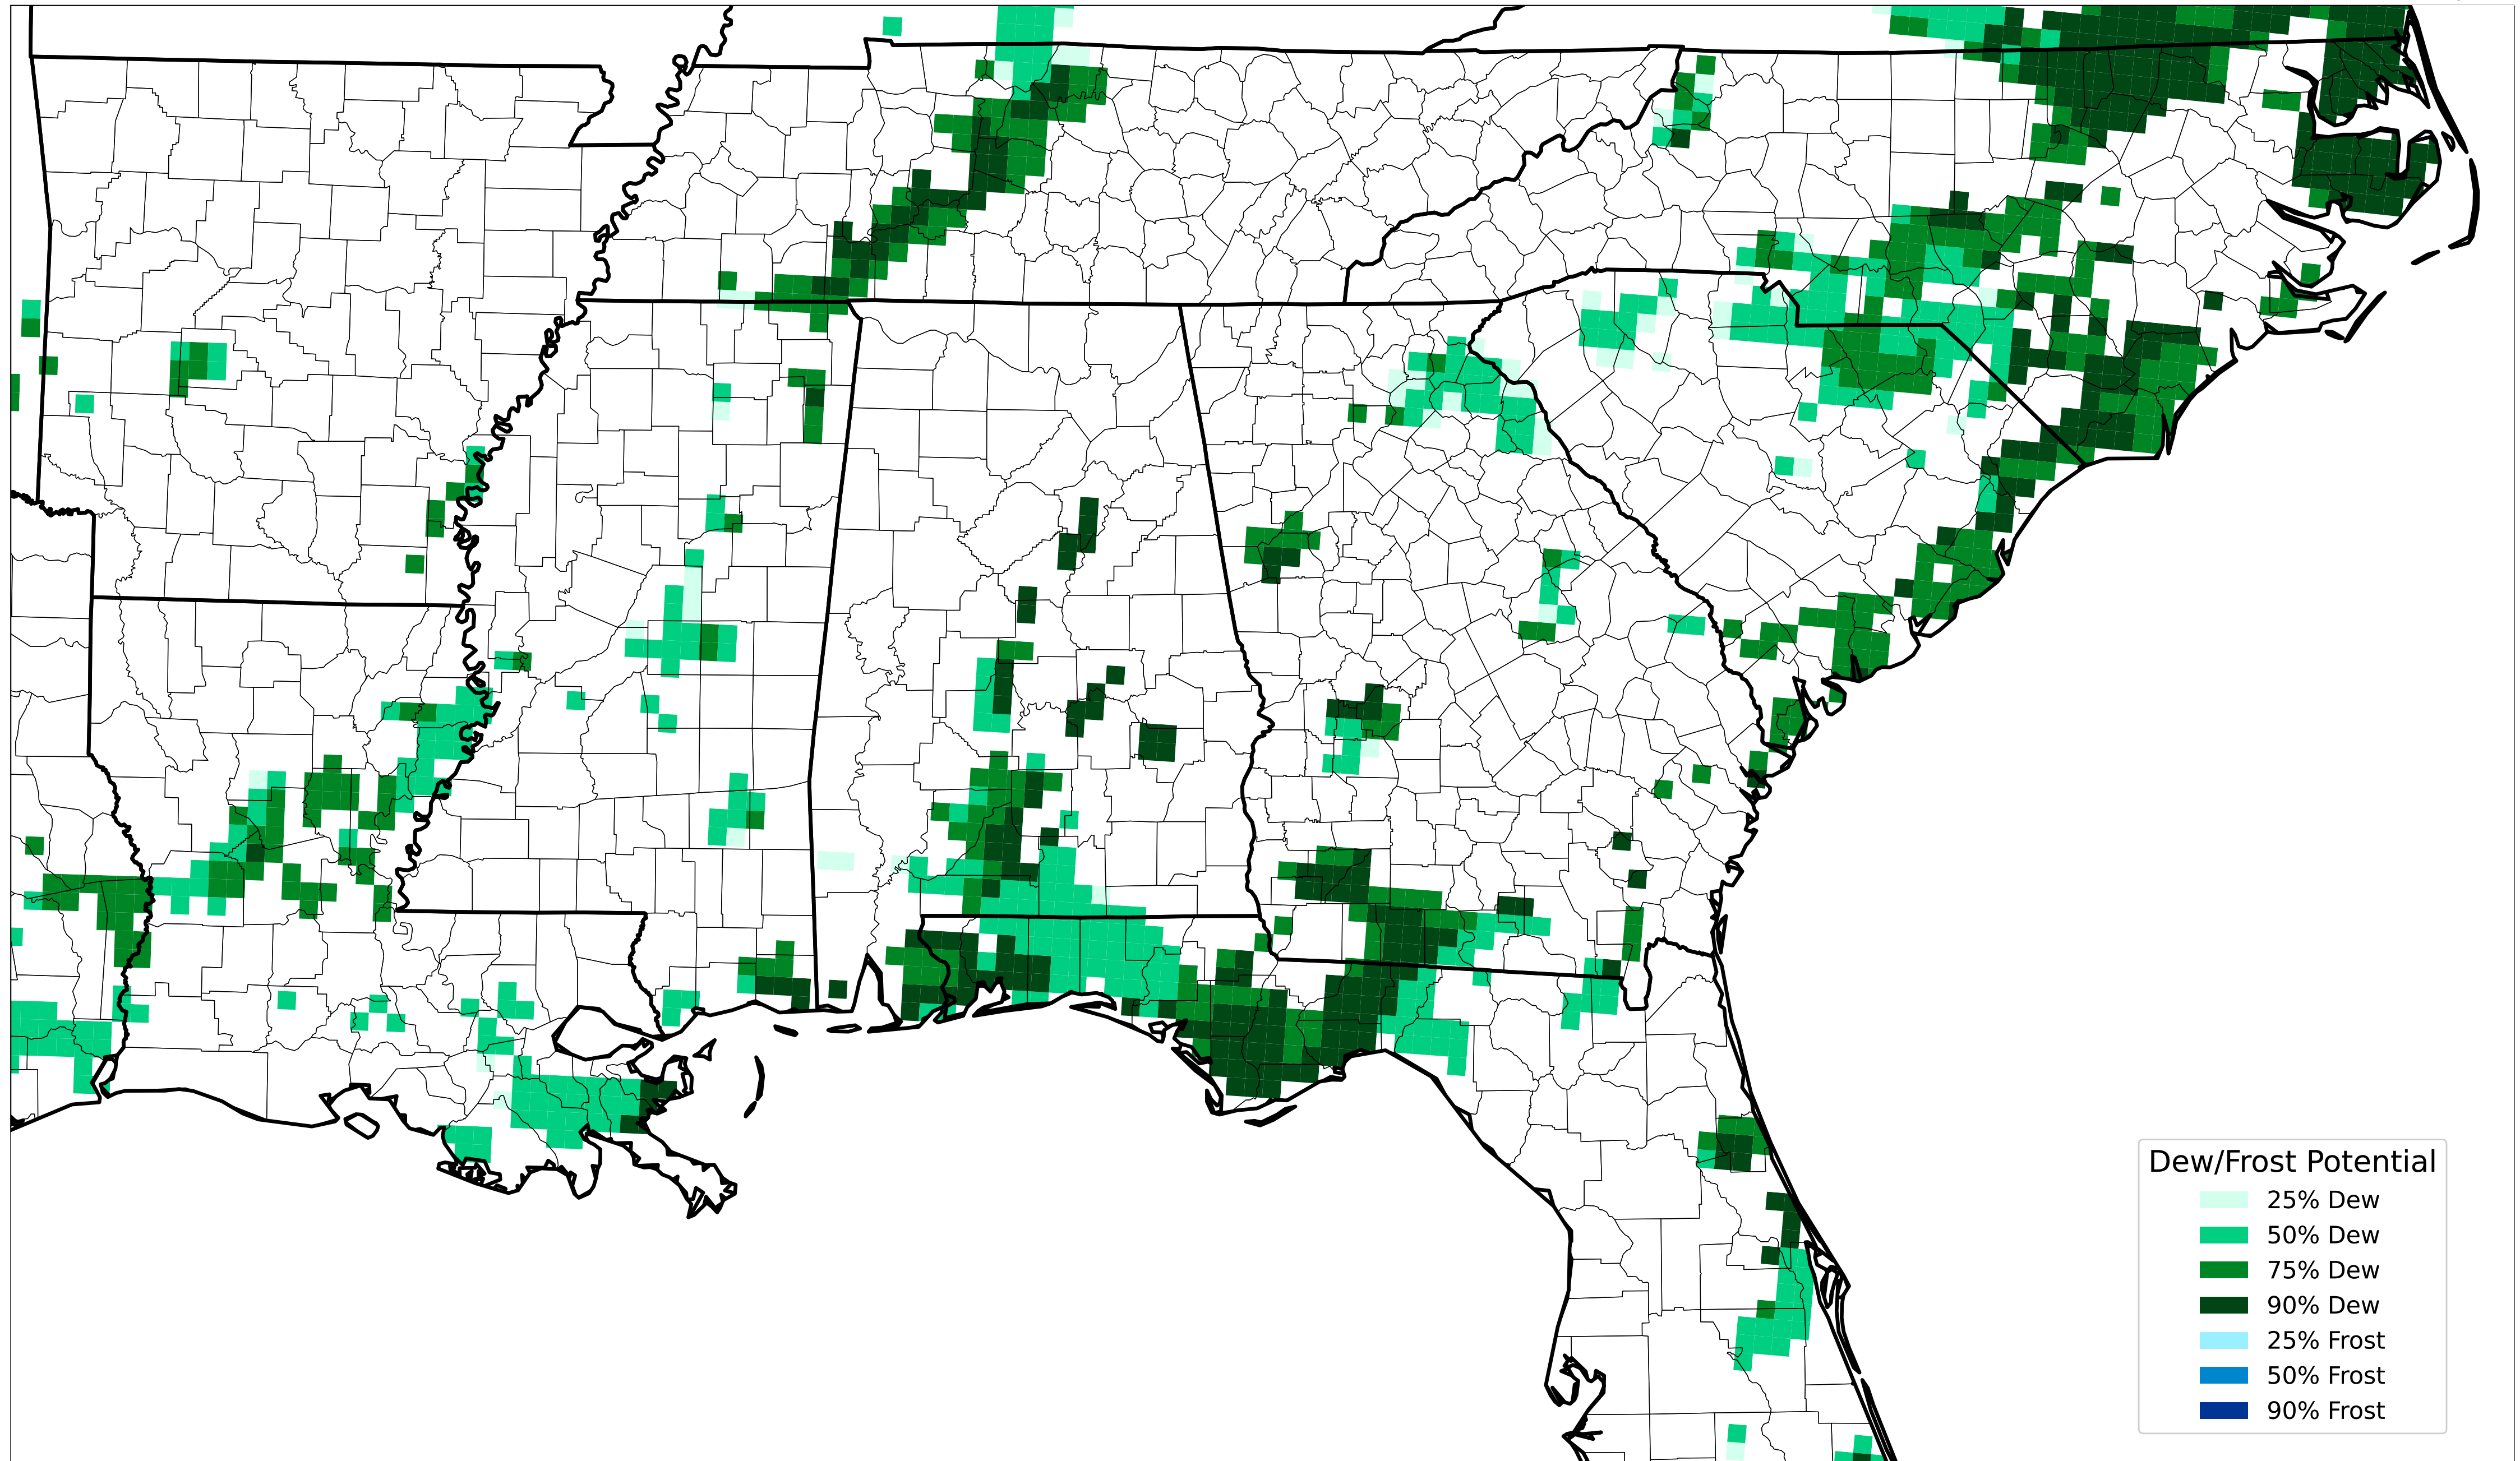 Dew/Frost Potential
25% Dew
50% Dew
75% Dew
90% Dew
25% Frost
50% Frost
90% Frost